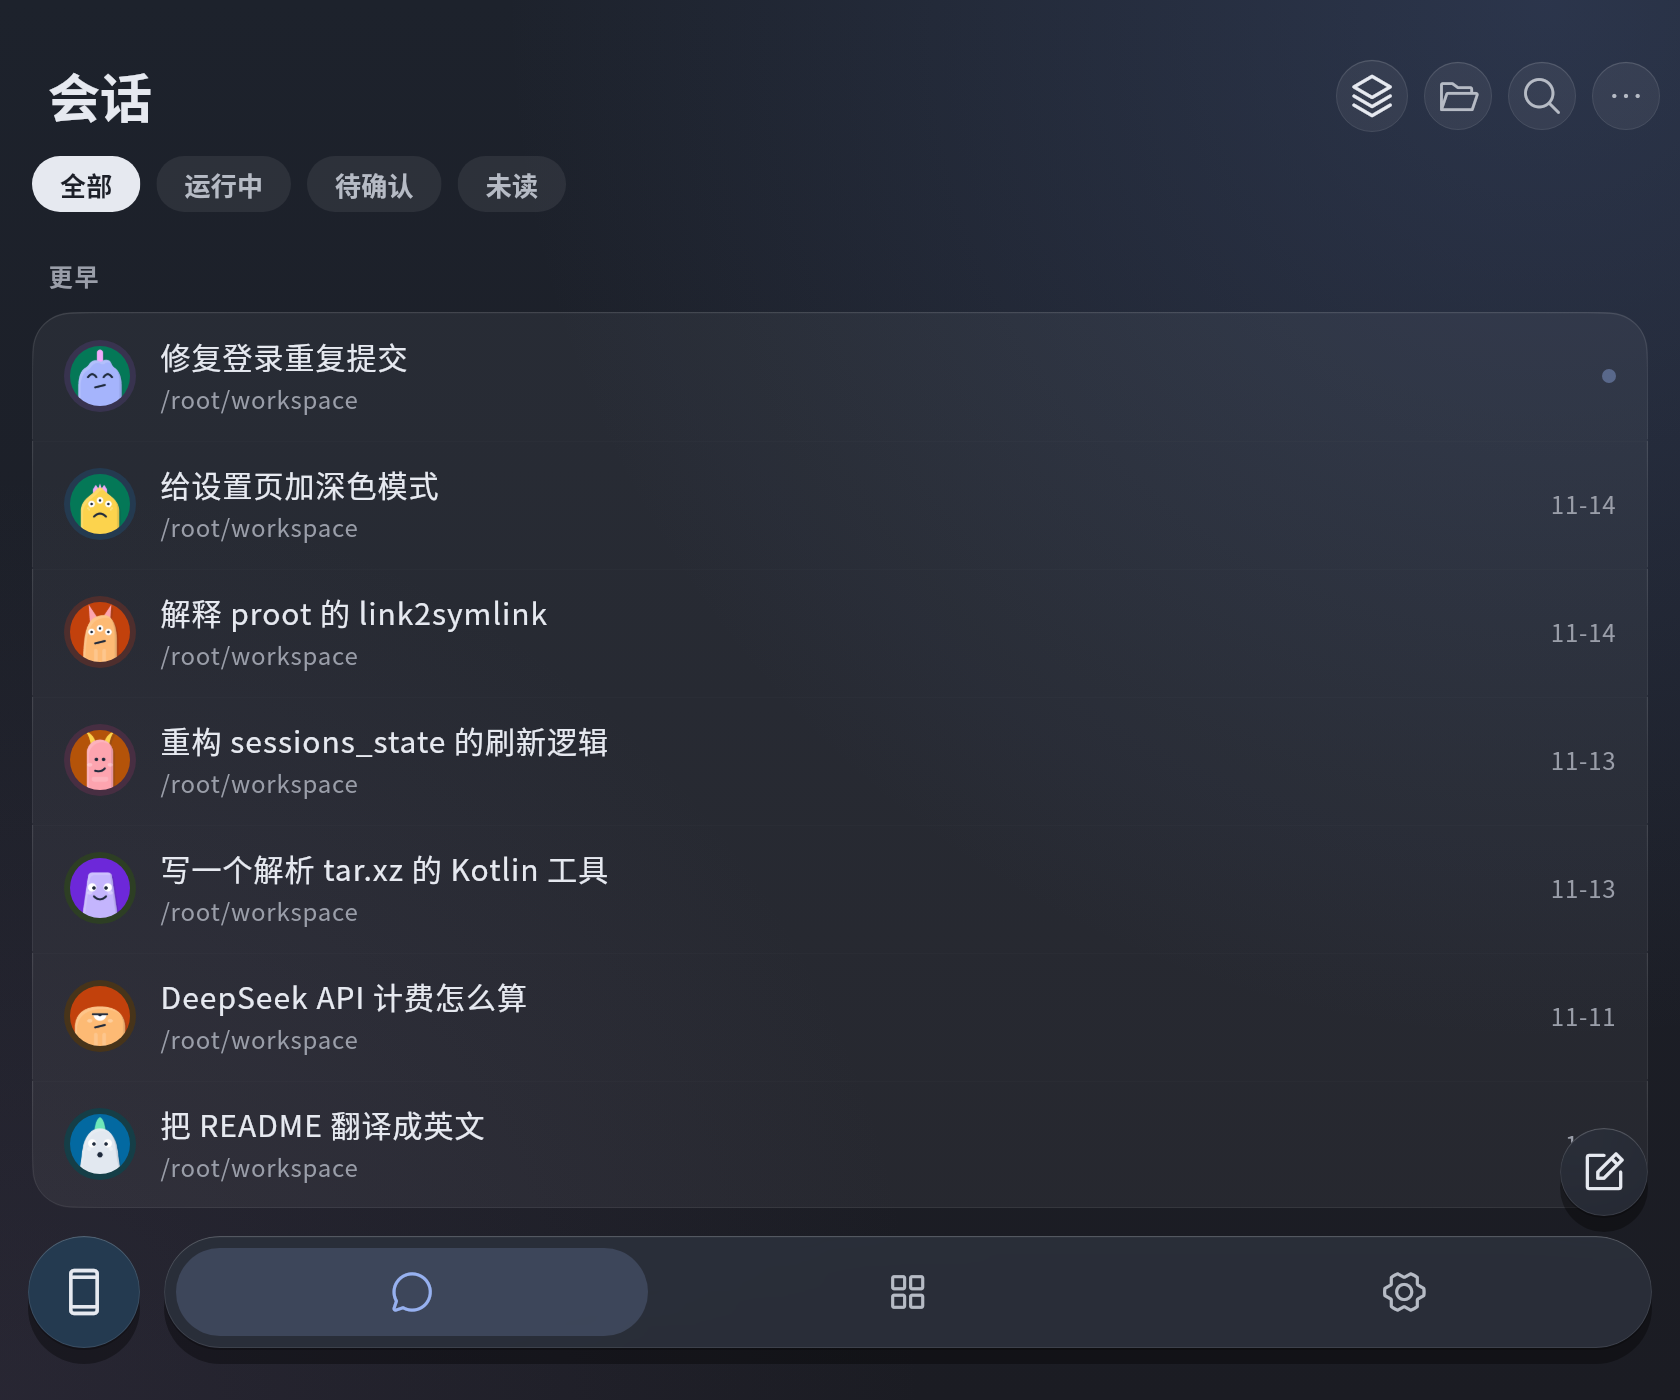 会话
全部
运行中
待确认
未读
更早
修复登录重复提交
/root/workspace
给设置页加深色模式
/root/workspace
11-14
解释 proot 的 link2symlink
/root/workspace
11-14
重构 sessions_state 的刷新逻辑
/root/workspace
11-13
写一个解析 tar.xz 的 Kotlin 工具
/root/workspace
11-13
DeepSeek API 计费怎么算
/root/workspace
11-11
把 README 翻译成英文
/root/workspace